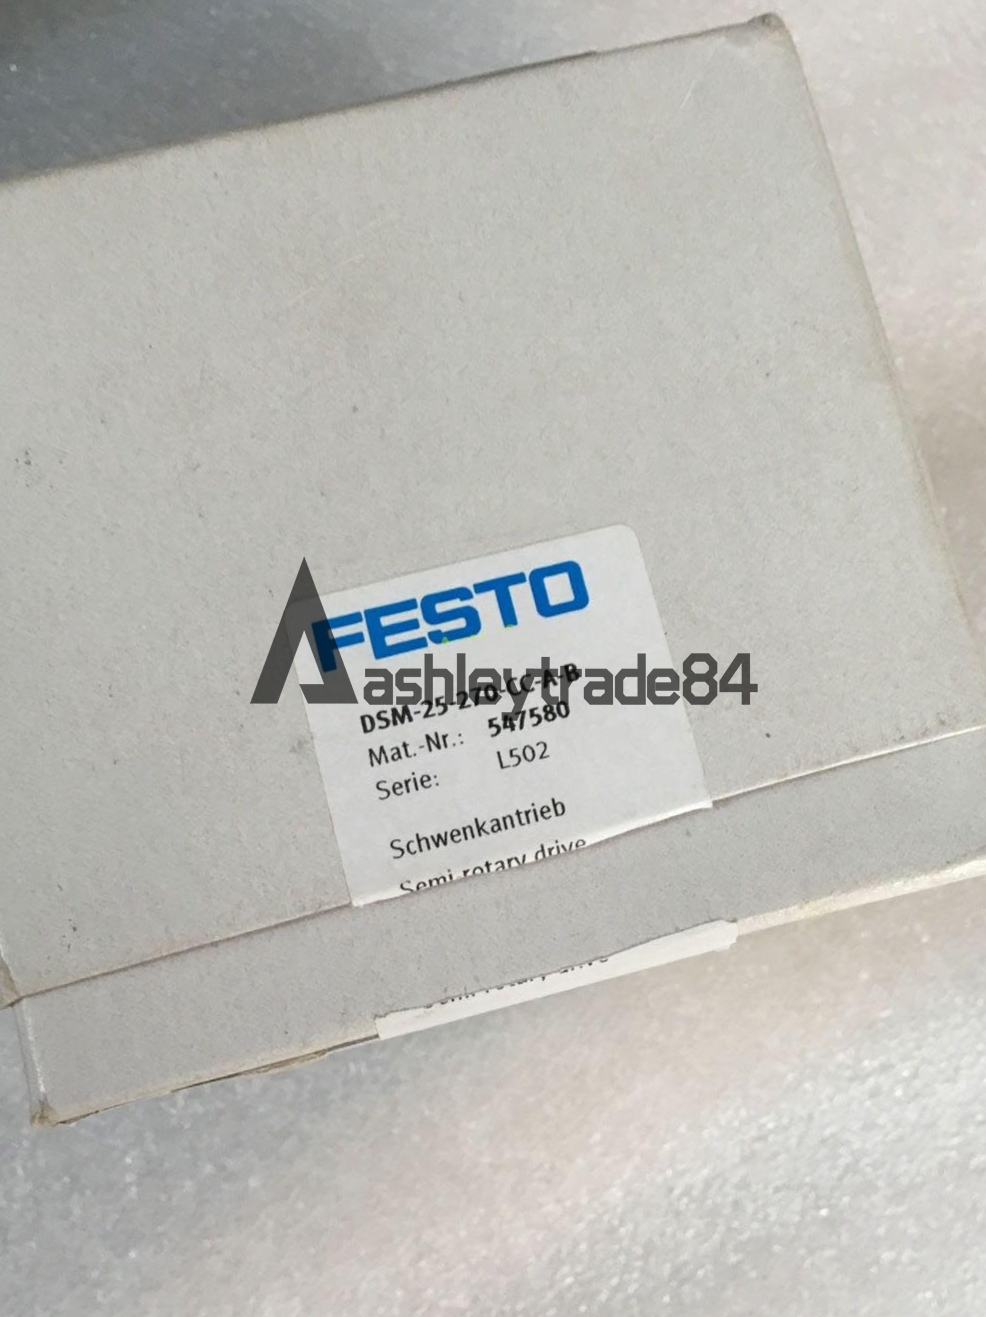 FESTO
ashleytrade84
DSM-25-270-CC-A-B
Mat.-Nr.: 547580
Serie: L502
Schwenkantrieb
Semi-rotary drive